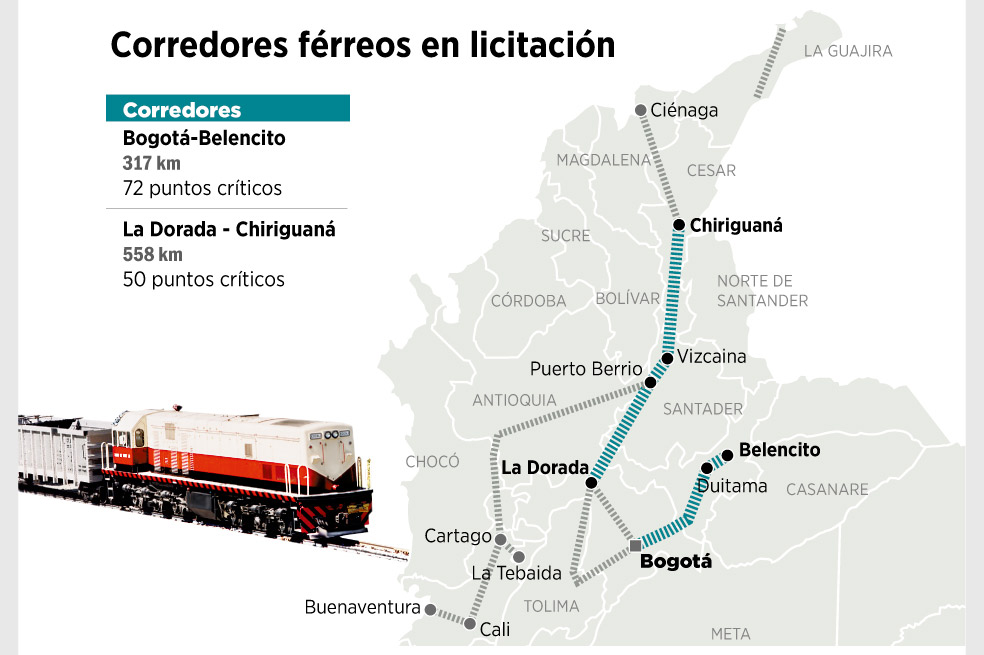 Corredores férreos en licitación
Corredores
Bogotá-Belencito
317 km
72 puntos críticos
La Dorada - Chiriguaná
558 km
50 puntos críticos
LA GUAJIRA
Ciénaga
MAGDALENA
CESAR
Chiriguaná
SUCRE
NORTE DE
SANTANDER
CÓRDOBA
BOLÍVAR
Vizcaina
Puerto Berrio
ANTIOQUIA
SANTADER
Belencito
CHOCÓ
La Dorada
Duitama
CASANARE
Cartago
Bogotá
La Tebaida
Buenaventura
TOLIMA
Cali
META